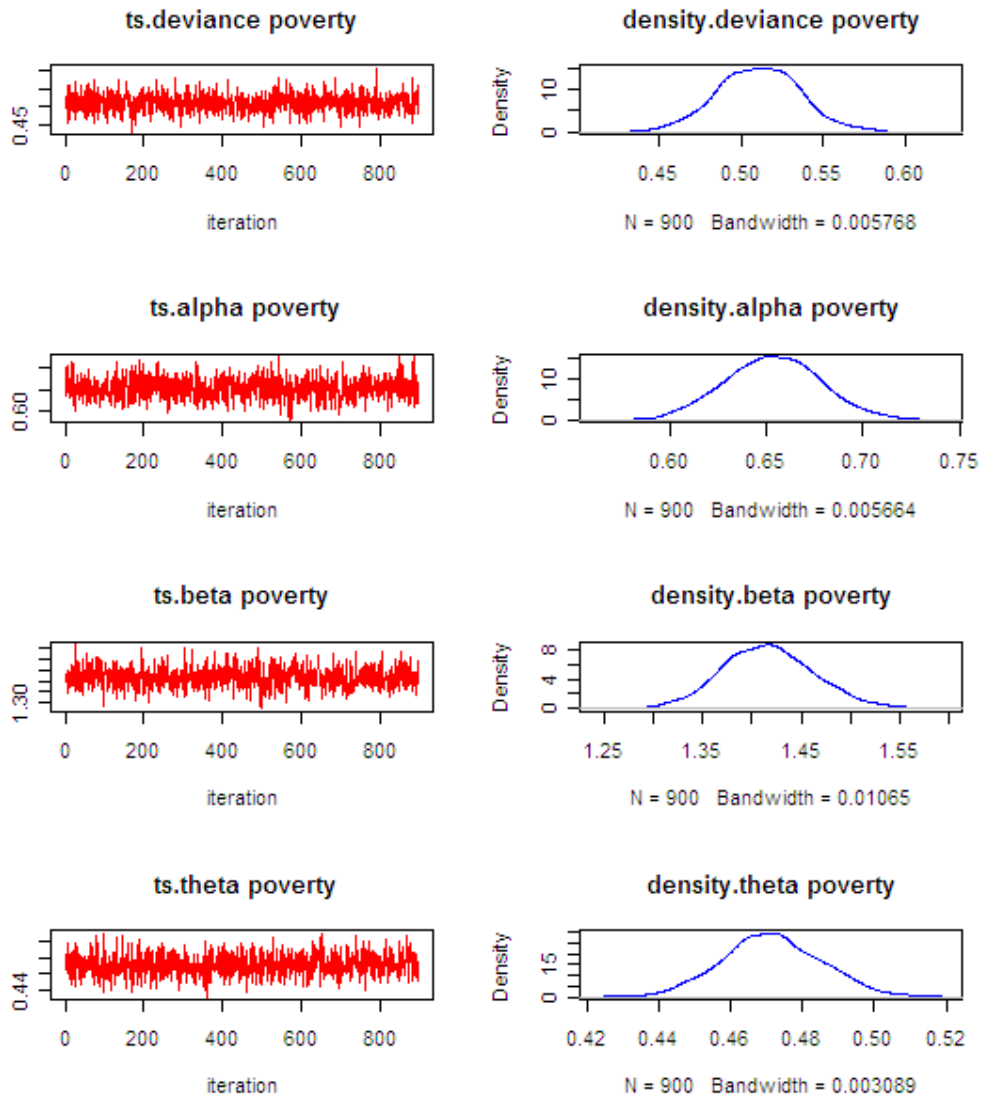 ts.deviance poverty
0.45
0 200 400 600 800
iteration
density.deviance poverty
Density
0 10
0.45 0.50 0.55 0.60
N = 900 Bandwidth = 0.005768
ts.alpha poverty
0.60
0 200 400 600 800
iteration
density.alpha poverty
Density
0 10
0.60 0.65 0.70 0.75
N = 900 Bandwidth = 0.005664
ts.beta poverty
1.30
0 200 400 600 800
iteration
density.beta poverty
Density
0 4 8
1.25 1.35 1.45 1.55
N = 900 Bandwidth = 0.01065
ts.theta poverty
0.44
0 200 400 600 800
iteration
density.theta poverty
Density
0 15
0.42 0.44 0.46 0.48 0.50 0.52
N = 900 Bandwidth = 0.003089